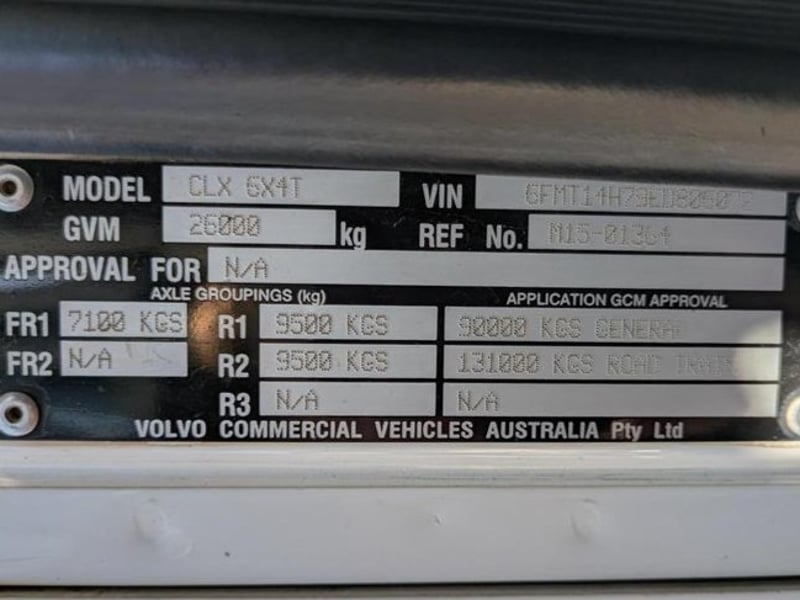 MODEL CLX 6X4T VIN
GVM 26000 kg REF No. M15-01364
APPROVAL FOR N/A
AXLE GROUPINGS (kg) APPLICATION GCM APPROVAL
FR1 7100 KGS R1 9500 KGS 90000 KGS GENERAL
FR2 N/A R2 9500 KGS 131000 KGS ROAD TRAIN
R3 N/A N/A
VOLVO COMMERCIAL VEHICLES AUSTRALIA Pty Ltd